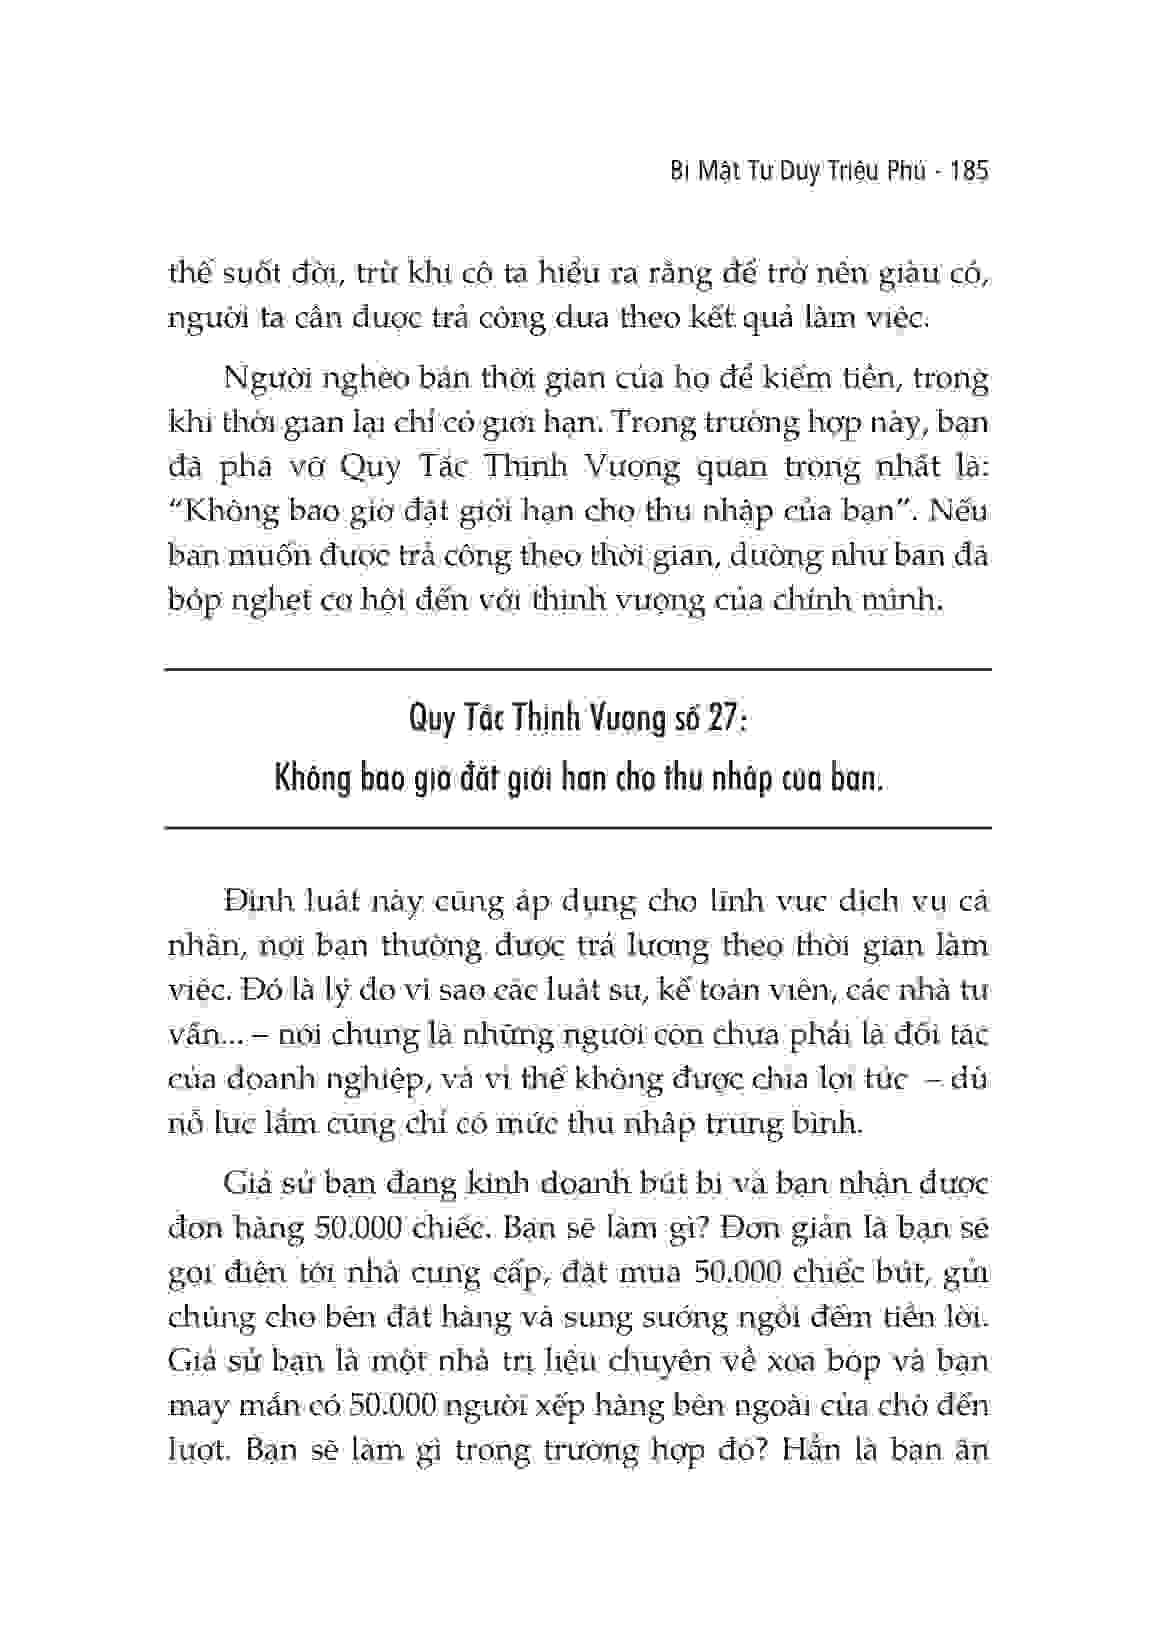 Bí Mật Tư Duy Triệu Phú - 185
thế suốt đời, trừ khi cô ta hiểu ra rằng để trở nên giàu có,
người ta cần được trả công dựa theo kết quả làm việc.
Người nghèo bán thời gian của họ để kiếm tiền, trong
khi thời gian lại chỉ có giới hạn. Trong trường hợp này, bạn
đã phá vỡ Quy Tắc Thịnh Vượng quan trọng nhất là:
“Không bao giờ đặt giới hạn cho thu nhập của bạn”. Nếu
bạn muốn được trả công theo thời gian, dường như bạn đã
bóp nghẹt cơ hội đến với thịnh vượng của chính mình.
Quy Tắc Thịnh Vượng số 27:
Không bao giờ đặt giới hạn cho thu nhập của bạn.
Định luật này cũng áp dụng cho lĩnh vực dịch vụ cá
nhân, nơi bạn thường được trả lương theo thời gian làm
việc. Đó là lý do vì sao các luật sư, kế toán viên, các nhà tư
vấn... – nói chung là những người còn chưa phải là đối tác
của doanh nghiệp, và vì thế không được chia lợi tức – dù
nỗ lực lắm cũng chỉ có mức thu nhập trung bình.
Giả sử bạn đang kinh doanh bút bi và bạn nhận được
đơn hàng 50.000 chiếc. Bạn sẽ làm gì? Đơn giản là bạn sẽ
gọi điện tới nhà cung cấp, đặt mua 50.000 chiếc bút, gửi
chúng cho bên đặt hàng và sung sướng ngồi đếm tiền lời.
Giả sử bạn là một nhà trị liệu chuyên về xoa bóp và bạn
may mắn có 50.000 người xếp hàng bên ngoài cửa chờ đến
lượt. Bạn sẽ làm gì trong trường hợp đó? Hẳn là bạn ân